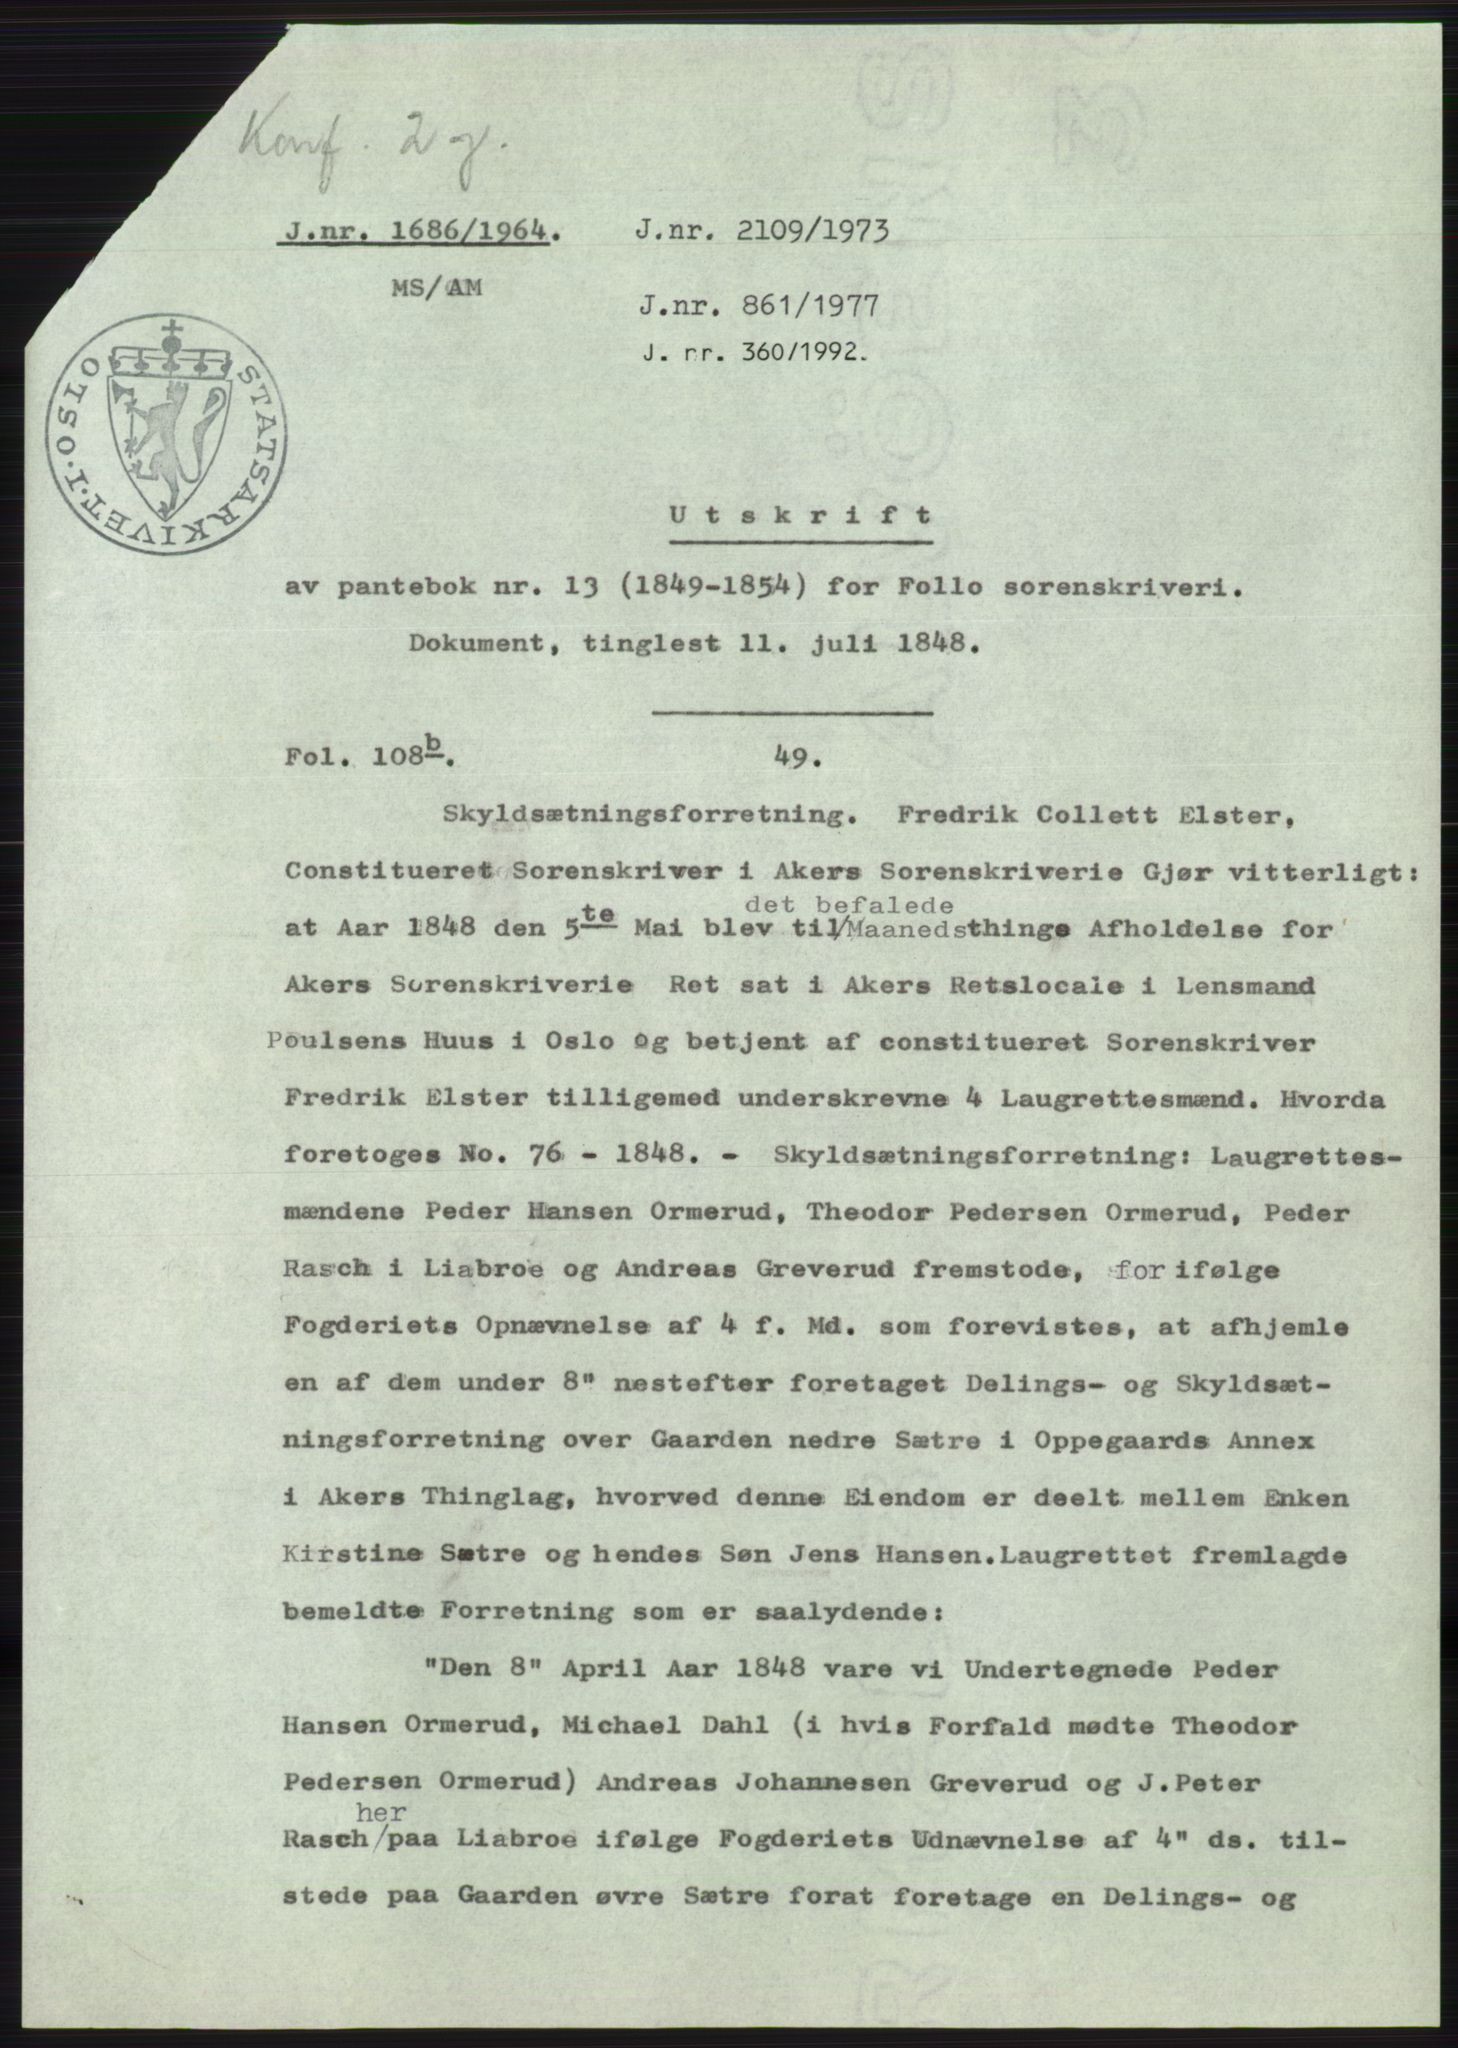 Konf. 2 g.
J.nr. 1686/1964. J.nr. 2109/1973
MS/AM
J.nr. 861/1977
J. nr. 360/1992.
STATSARKIVET·I·OSLO
Utskrift
av pantebok nr. 13 (1849-1854) for Follo sorenskriveri.
Dokument, tinglest 11. juli 1848.
Fol. 108b. 49.
Skyldsætningsforretning. Fredrik Collett Elster,
Constitueret Sorenskriver i Akers Sorenskriverie Gjør vitterligt:
det befalede
at Aar 1848 den 5te Mai blev til/Maanedsthings Afholdelse for
Akers Sorenskriverie Ret sat i Akers Retslocale i Lensmand
Poulsens Huus i Oslo og betjent af constitueret Sorenskriver
Fredrik Elster tilligemed underskrevne 4 Laugrettesmænd. Hvorda
foretoges No. 76 - 1848. - Skyldsætningsforretning: Laugrettes-
mændene Peder Hansen Ormerud, Theodor Pedersen Ormerud, Peder
Rasch i Liabroe og Andreas Greverud fremstode, for ifølge
Fogderiets Opnævnelse af 4 f. Md. som forevistes, at afhjemle
en af dem under 8" nestefter foretaget Delings- og Skyldsæt-
ningsforretning over Gaarden nedre Sætre i Oppegaards Annex
i Akers Thinglag, hvorved denne Eiendom er deelt mellem Enken
Kirstine Sætre og hendes Søn Jens Hansen. Laugrettet fremlagde
bemeldte Forretning som er saalydende:
"Den 8" April Aar 1848 vare vi Undertegnede Peder
Hansen Ormerud, Michael Dahl (i hvis Forfald mødte Theodor
Pedersen Ormerud) Andreas Johannesen Greverud og J.Peter
her
Rasch/paa Liabroe ifølge Fogderiets Udnævnelse af 4" ds. til-
stede paa Gaarden øvre Sætre forat foretage en Delings- og